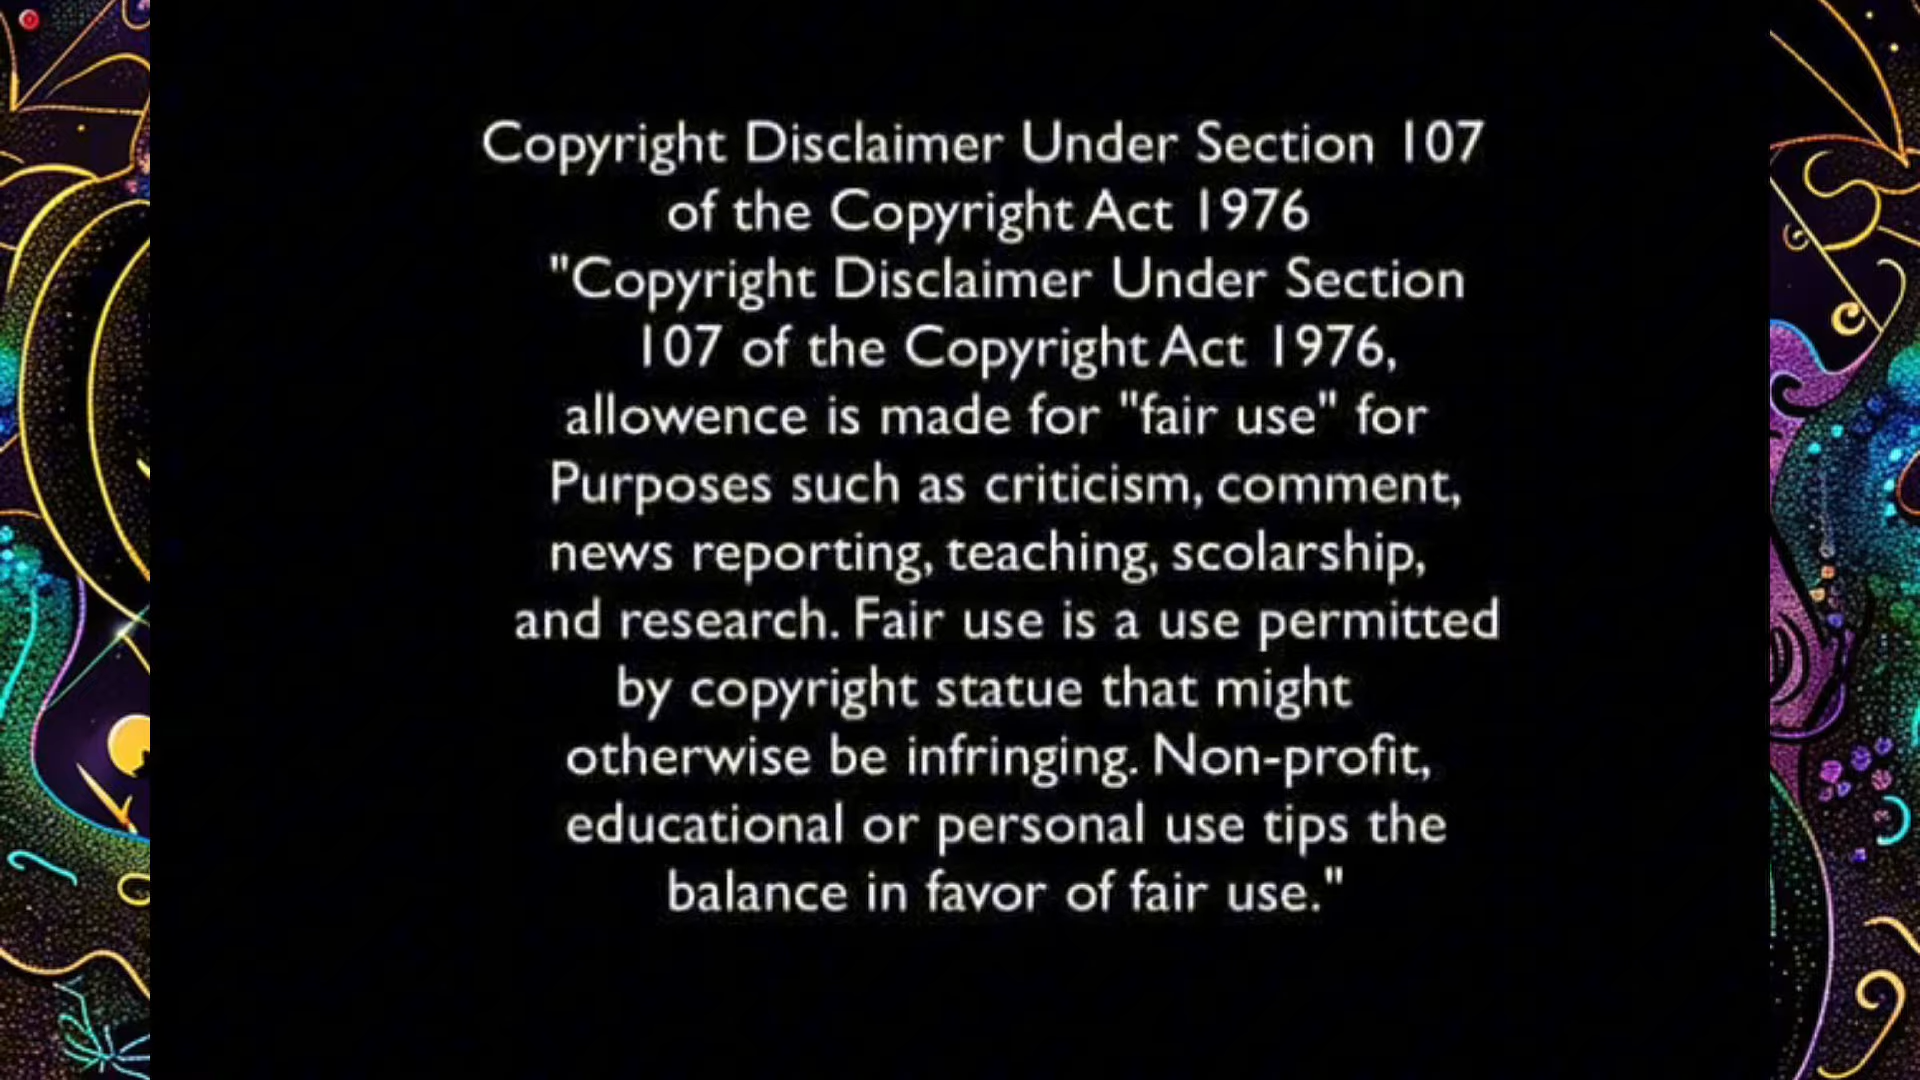 Copyright Disclaimer Under Section 107
of the Copyright Act 1976
"Copyright Disclaimer Under Section
107 of the Copyright Act 1976,
allowence is made for "fair use" for
Purposes such as criticism, comment,
news reporting, teaching, scolarship,
and research. Fair use is a use permitted
by copyright statue that might
otherwise be infringing. Non-profit,
educational or personal use tips the
balance in favor of fair use."